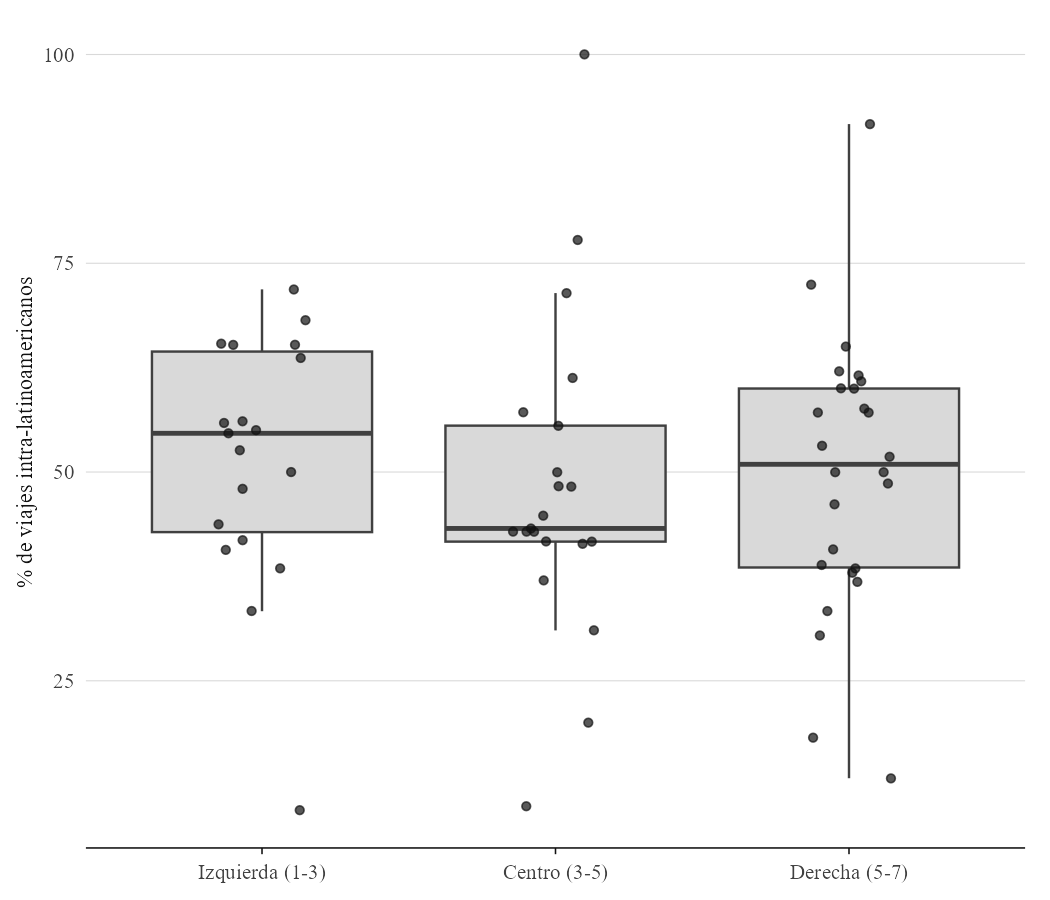 % de viajes intra-latinoamericanos
100
75
50
25
Izquierda (1-3)
Centro (3-5)
Derecha (5-7)